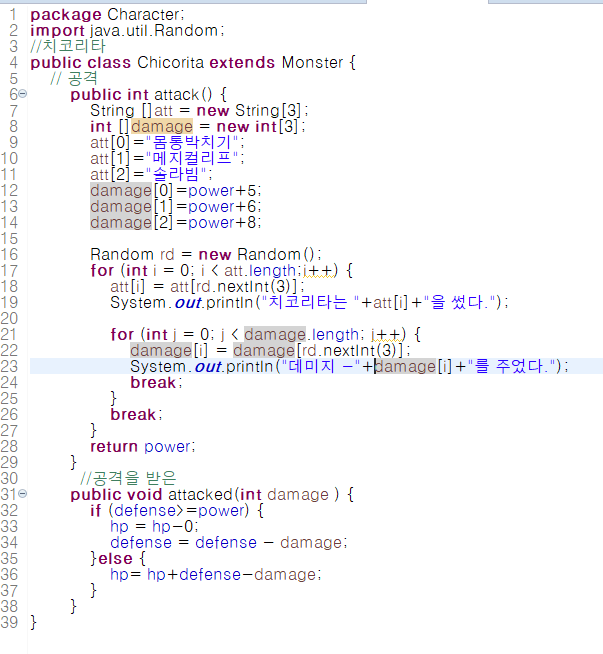 1 package Character;
2 import java.util.Random;
3 //치코리타
4 public class Chicorita extends Monster {
5 // 공격
6 public int attack() {
7 String []att = new String[3];
8 int []damage = new int[3];
9 att[0]="몸통박치기";
10 att[1]="메지컬리프";
11 att[2]="솔라빔";
12 damage[0]=power+5;
13 damage[1]=power+6;
14 damage[2]=power+8;
15
16 Random rd = new Random();
17 for (int i = 0; i < att.length;i++) {
18 att[i] = att[rd.nextInt(3)];
19 System.out.println("치코리타는 "+att[i]+"을 썼다.");
20
21 for (int j = 0; j < damage.length; j++) {
22 damage[i] = damage[rd.nextInt(3)];
23 System.out.println("데미지 -"+damage[i]+"를 주었다.");
24 break;
25 }
26 break;
27 }
28 return power;
29 }
30 //공격을 받은
31 public void attacked(int damage ) {
32 if (defense>=power) {
33 hp = hp-0;
34 defense = defense - damage;
35 }else {
36 hp= hp+defense-damage;
37 }
38 }
39 }